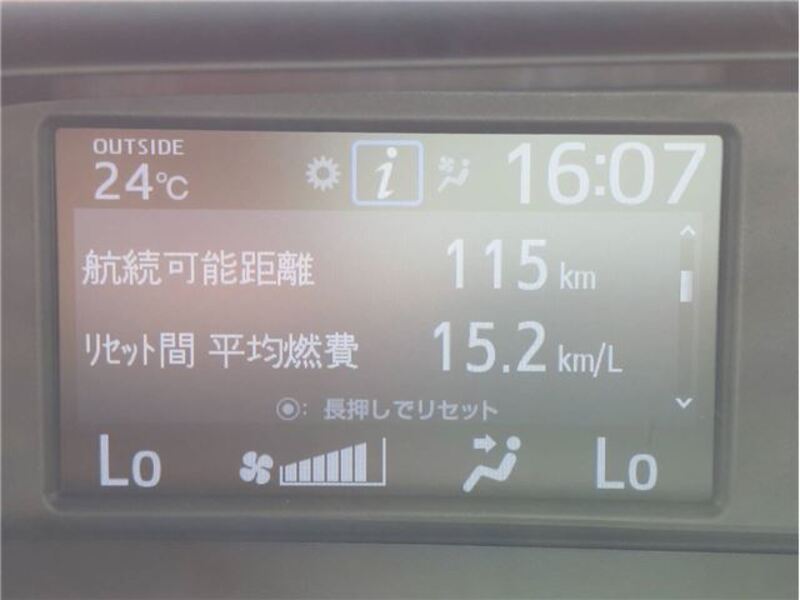 OUTSIDE
24℃ i 16:07
航続可能距離 115 km
ﾘｾｯﾄ間 平均燃費 15.2 km/L
◉: 長押しでリセット
Lo Lo